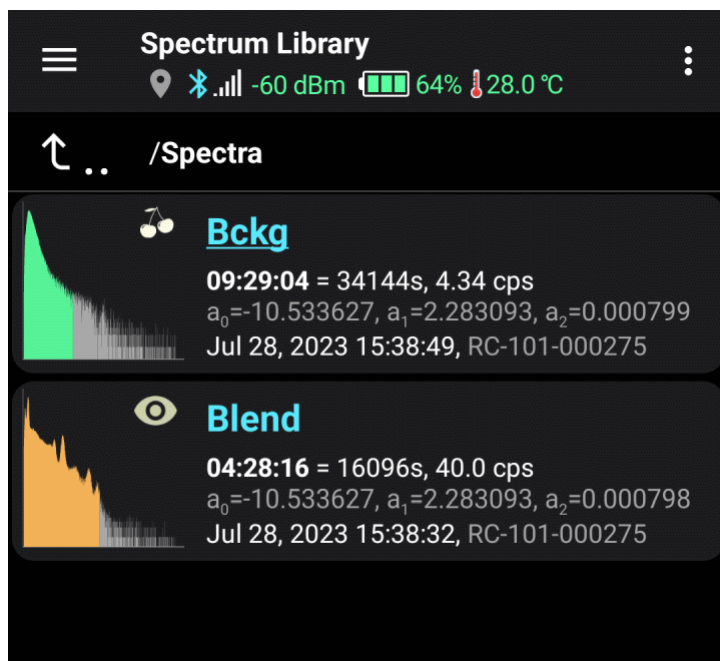 Spectrum Library
-60 dBm 64% 28.0 °C
.. /Spectra
Bckg
09:29:04 = 34144s, 4.34 cps
a₀=-10.533627, a₁=2.283093, a₂=0.000799
Jul 28, 2023 15:38:49, RC-101-000275
Blend
04:28:16 = 16096s, 40.0 cps
a₀=-10.533627, a₁=2.283093, a₂=0.000798
Jul 28, 2023 15:38:32, RC-101-000275